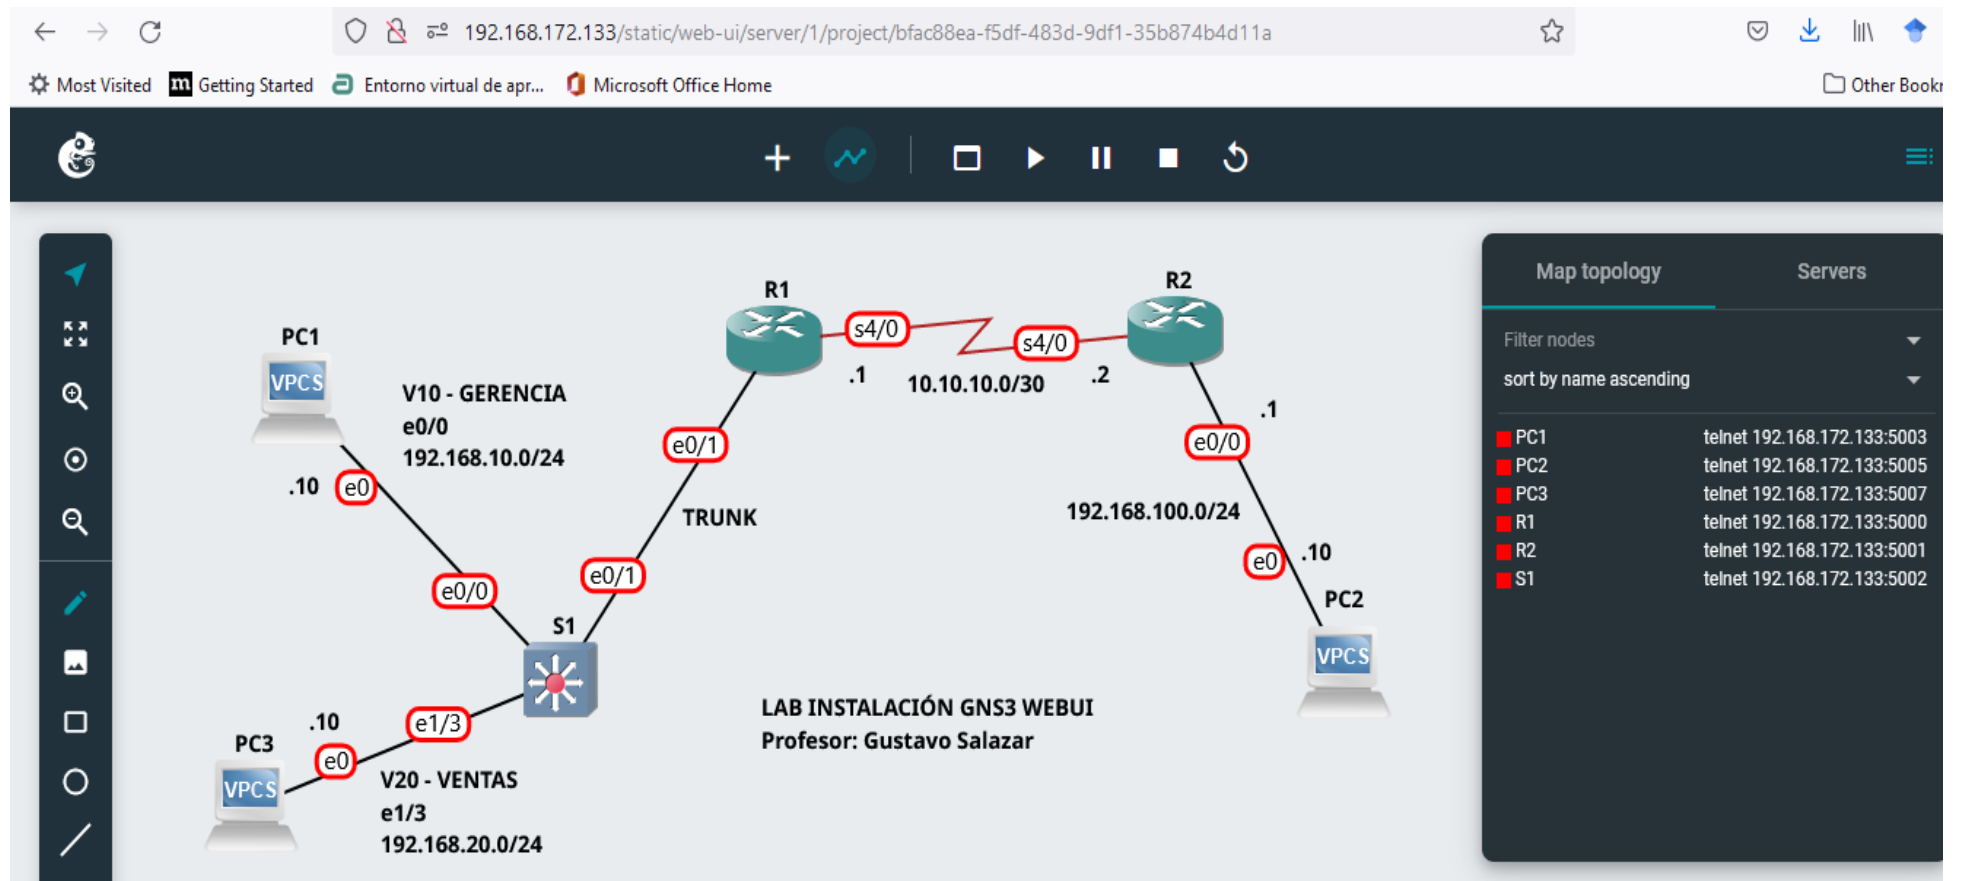 192.168.172.133/static/web-ui/server/1/project/bfac88ea-f5df-483d-9df1-35b874b4d11a
Most Visited
m Getting Started
Entorno virtual de apr...
Microsoft Office Home
Other Bookr
Map topology
Servers
Filter nodes
sort by name ascending
PC1 telnet 192.168.172.133:5003
PC2 telnet 192.168.172.133:5005
PC3 telnet 192.168.172.133:5007
R1 telnet 192.168.172.133:5000
R2 telnet 192.168.172.133:5001
S1 telnet 192.168.172.133:5002
PC1
VPCS
V10 - GERENCIA
e0/0
192.168.10.0/24
.10
e0
e0/0
R1
s4/0
.1
10.10.10.0/30
s4/0
.2
R2
e0/1
TRUNK
e0/1
S1
.1
e0/0
192.168.100.0/24
e0
.10
PC2
VPCS
.10
e1/3
PC3
e0
VPCS
V20 - VENTAS
e1/3
192.168.20.0/24
LAB INSTALACIÓN GNS3 WEBUI
Profesor: Gustavo Salazar